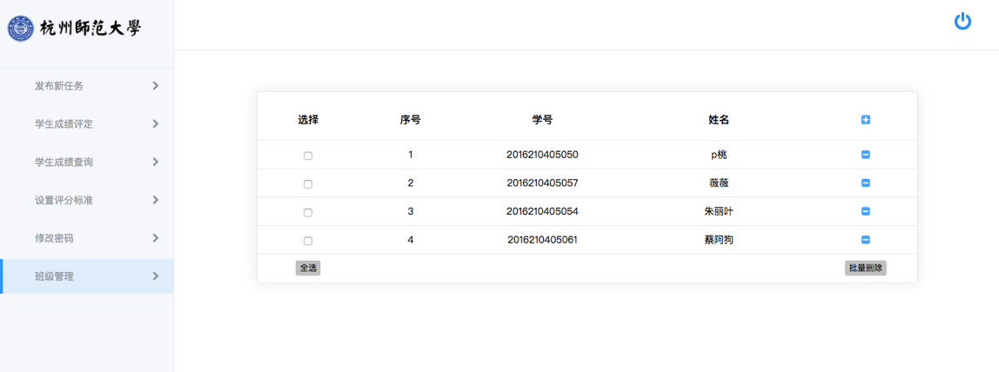 杭州師范大學
发布新任务
学生成绩评定
学生成绩查询
设置评分标准
修改密码
班级管理
选择 序号 学号 姓名
1 2016210405050 p桃
2 2016210405057 薇薇
3 2016210405054 朱丽叶
4 2016210405061 蔡阿狗
全选 批量删除